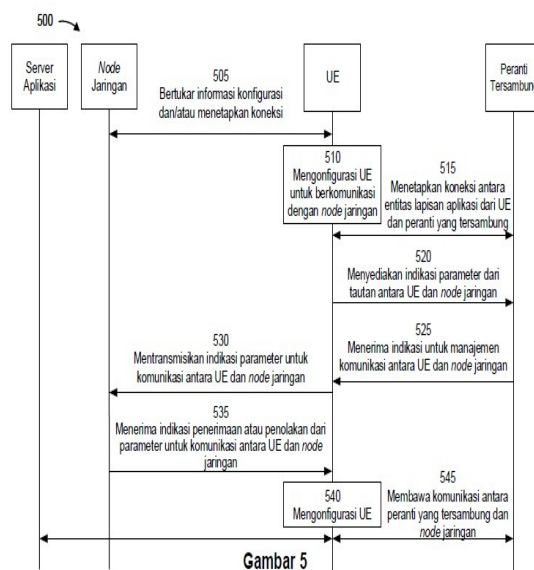 500
Server
Aplikasi
Node
Jaringan
UE
Peranti
Tersambung
505
Bertukar informasi konfigurasi
dan/atau menetapkan koneksi
510
Mengonfigurasi UE
untuk berkomunikasi
dengan node jaringan
515
Menetapkan koneksi antara
entitas lapisan aplikasi dari UE
dan peranti yang tersambung
520
Menyediakan indikasi parameter dari
tautan antara UE dan node jaringan
525
Menerima indikasi untuk manajemen
komunikasi antara UE dan node jaringan
530
Mentransmisikan indikasi parameter untuk
komunikasi antara UE dan node jaringan
535
Menerima indikasi penerimaan atau penolakan dari
parameter untuk komunikasi antara UE dan node
jaringan
540
Mengonfigurasi UE
545
Membawa komunikasi antara
peranti yang tersambung dan
node jaringan
Gambar 5